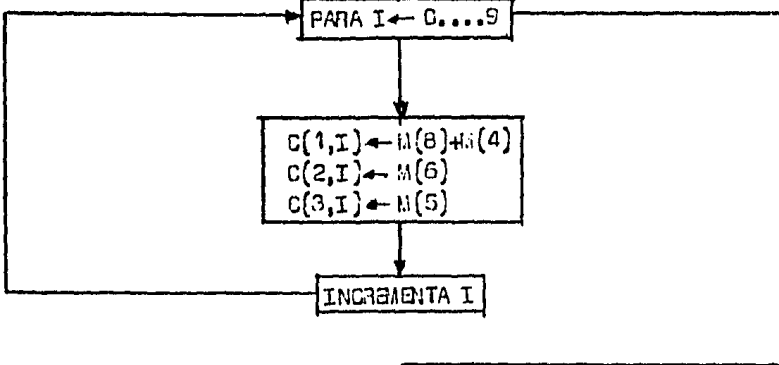 PARA I← 0....9
C(1,I)← M(8)+M(4)
C(2,I)← M(6)
C(3,I)← M(5)
INCREMENTA I